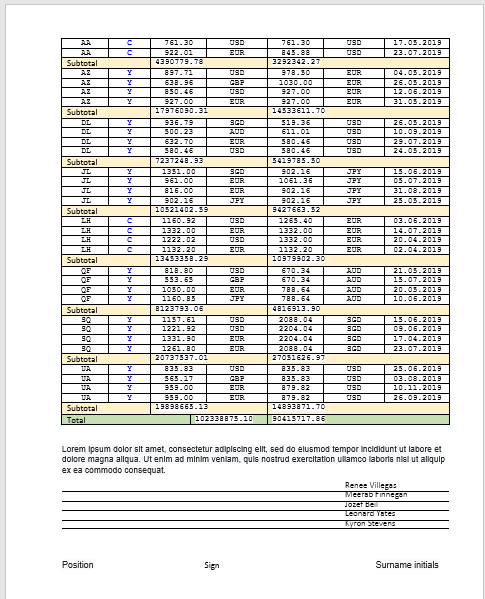 AA C 761.30 USD 761.30 USD 17.05.2019
AA C 922.01 EUR 845.88 USD 23.07.2019
Subtotal 4390779.78 3292342.27
AZ Y 897.71 USD 978.50 EUR 04.05.2019
AZ Y 638.96 GBP 1030.00 EUR 26.05.2019
AZ Y 850.46 USD 927.00 EUR 12.06.2019
AZ Y 927.00 EUR 927.00 EUR 31.05.2019
Subtotal 17976090.31 14533611.70
DL Y 936.79 SGD 519.36 USD 26.05.2019
DL Y 500.23 AUD 611.01 USD 10.09.2019
DL Y 632.70 EUR 580.46 USD 29.07.2019
DL Y 580.46 USD 580.46 USD 24.05.2019
Subtotal 7237248.93 5419785.50
JL Y 1351.00 SGD 902.16 JPY 15.06.2019
JL Y 961.00 EUR 1061.36 JPY 05.07.2019
JL Y 816.00 EUR 902.16 JPY 31.08.2019
JL Y 902.16 JPY 902.16 JPY 25.05.2019
Subtotal 10521402.59 9427663.52
LH C 1160.92 USD 1265.40 EUR 03.06.2019
LH C 1332.00 EUR 1332.00 EUR 14.07.2019
LH C 1222.02 USD 1332.00 EUR 20.04.2019
LH C 1132.20 EUR 1132.20 EUR 02.04.2019
Subtotal 13453358.29 10979902.30
QF Y 818.80 USD 670.34 AUD 21.05.2019
QF Y 553.65 GBP 670.34 AUD 15.07.2019
QF Y 1050.00 EUR 788.64 AUD 20.05.2019
QF Y 1160.85 JPY 788.64 AUD 10.06.2019
Subtotal 8123793.06 4816913.90
SQ Y 1157.61 USD 2088.04 SGD 15.06.2019
SQ Y 1221.92 USD 2204.04 SGD 09.06.2019
SQ Y 1331.90 EUR 2204.04 SGD 17.04.2019
SQ Y 1261.80 EUR 2088.04 SGD 23.07.2019
Subtotal 20737537.01 27051626.97
UA Y 835.83 USD 835.83 USD 25.06.2019
UA Y 565.17 GBP 835.83 USD 03.08.2019
UA Y 959.00 EUR 879.82 USD 10.11.2019
UA Y 959.00 EUR 879.82 USD 26.09.2019
Subtotal 19898665.13 14893871.70
Total 102338875.10 90415717.86
Lorem ipsum dolor sit amet, consectetur adipiscing elit, sed do eiusmod tempor incididunt ut labore et
dolore magna aliqua. Ut enim ad minim veniam, quis nostrud exercitation ullamco laboris nisi ut aliquip
ex ea commodo consequat.
Renee Villegas
Meerab Finnegan
Jozef Beil
Leonard Yates
Kyron Stevens
Position Sign Surname initials